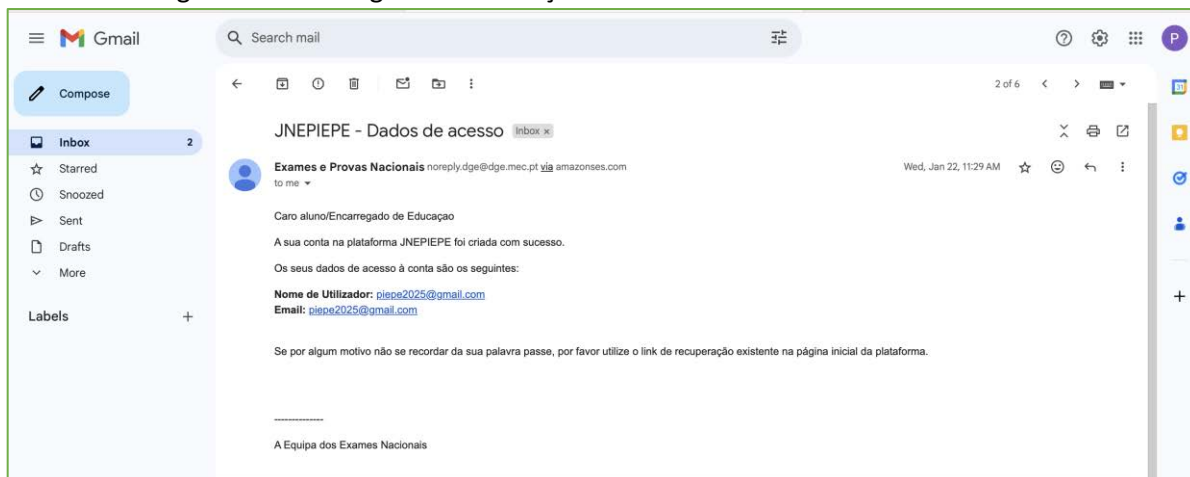 Gmail
Search mail
P
Compose
2 of 6
31
JNEPIEPE - Dados de acesso Inbox x
Inbox 2
Exames e Provas Nacionais noreply.dge@dge.mec.pt via amazonses.com Wed, Jan 22, 11:29 AM
to me
Starred
Snoozed
Sent
Drafts
More
Labels +
Caro aluno/Encarregado de Educaçao
A sua conta na plataforma JNEPIEPE foi criada com sucesso.
Os seus dados de acesso à conta são os seguintes:
Nome de Utilizador: piepe2025@gmail.com
Email: piepe2025@gmail.com
Se por algum motivo não se recordar da sua palavra passe, por favor utilize o link de recuperação existente na página inicial da plataforma.
--------------
A Equipa dos Exames Nacionais